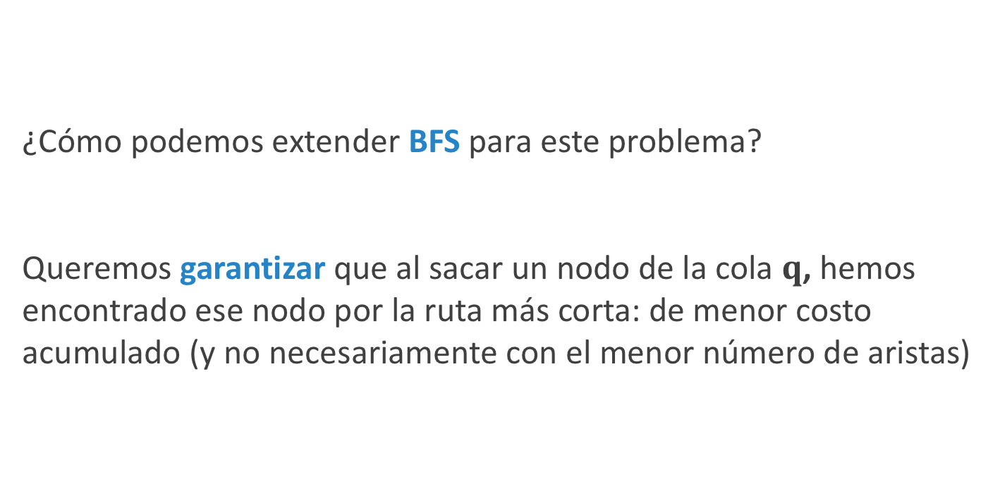 ¿Cómo podemos extender BFS para este problema?
Queremos garantizar que al sacar un nodo de la cola q, hemos
encontrado ese nodo por la ruta más corta: de menor costo
acumulado (y no necesariamente con el menor número de aristas)